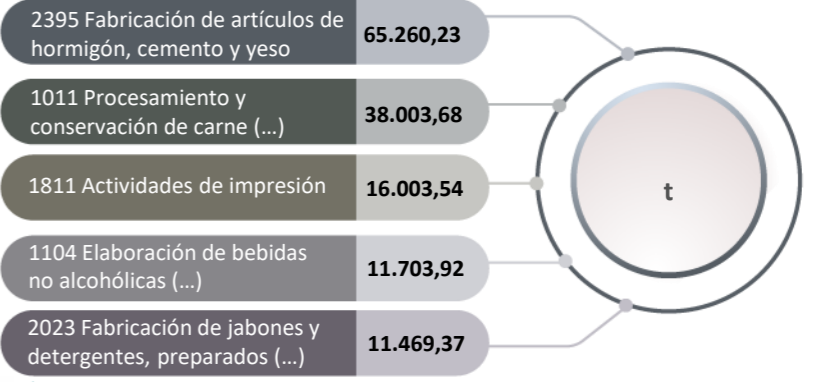 2395 Fabricación de artículos de
hormigón, cemento y yeso
65.260,23
1011 Procesamiento y
conservación de carne (…)
38.003,68
1811 Actividades de impresión
16.003,54
1104 Elaboración de bebidas
no alcohólicas (…)
11.703,92
2023 Fabricación de jabones y
detergentes, preparados (…)
11.469,37
t